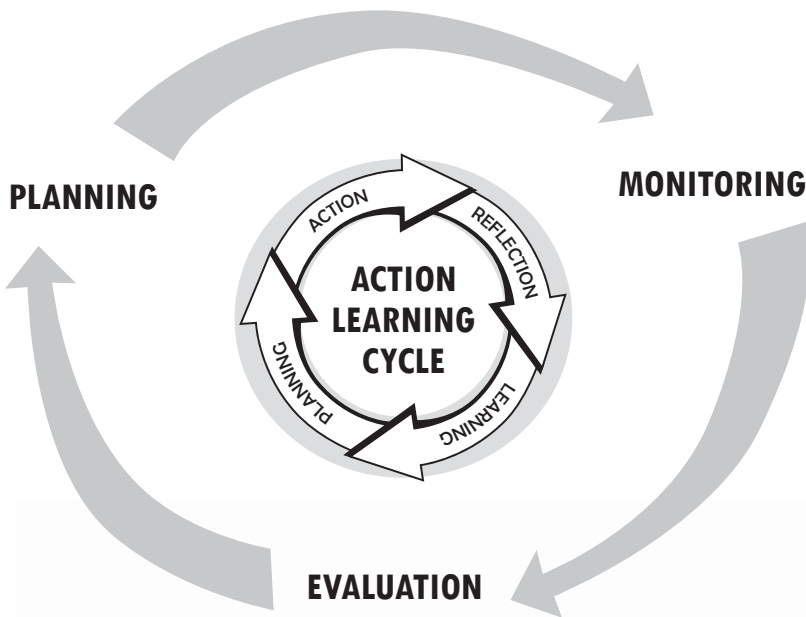 PLANNING
MONITORING
ACTION
REFLECTION
ACTION
LEARNING
CYCLE
PLANNING
LEARNING
EVALUATION